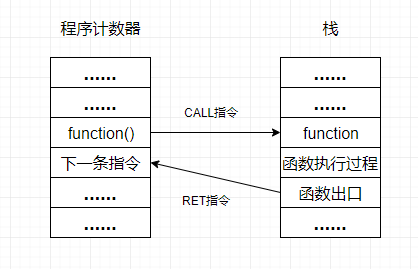 程序计数器
栈
......
......
......
......
CALL指令
function()
function
下一条指令
函数执行过程
......
函数出口
RET指令
......
......